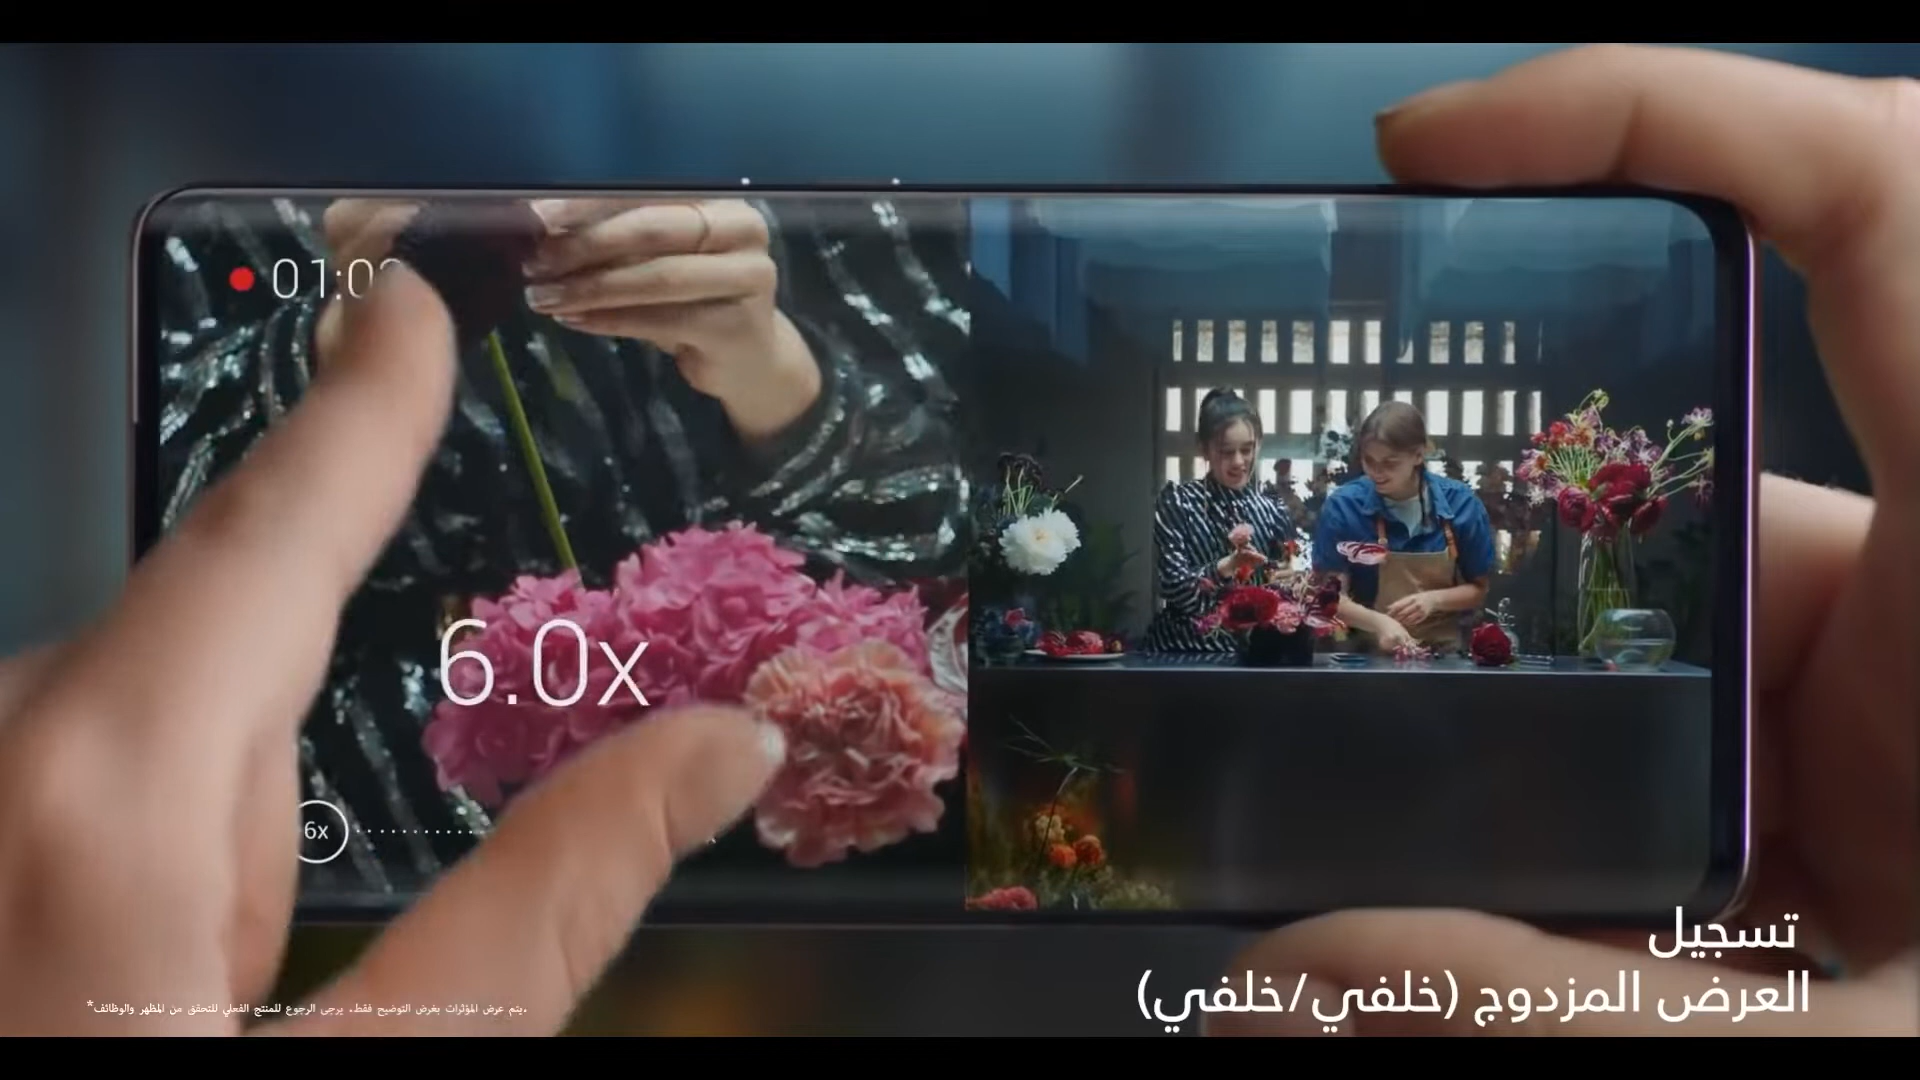 01:0
6.0x
6x
تسجيل
العرض المزدوج (خلفي/خلفي)
*يتم عرض المؤثرات بغرض التوضيح فقط. يرجى الرجوع للمنتج الفعلي للتحقق من المظهر والوظائف.